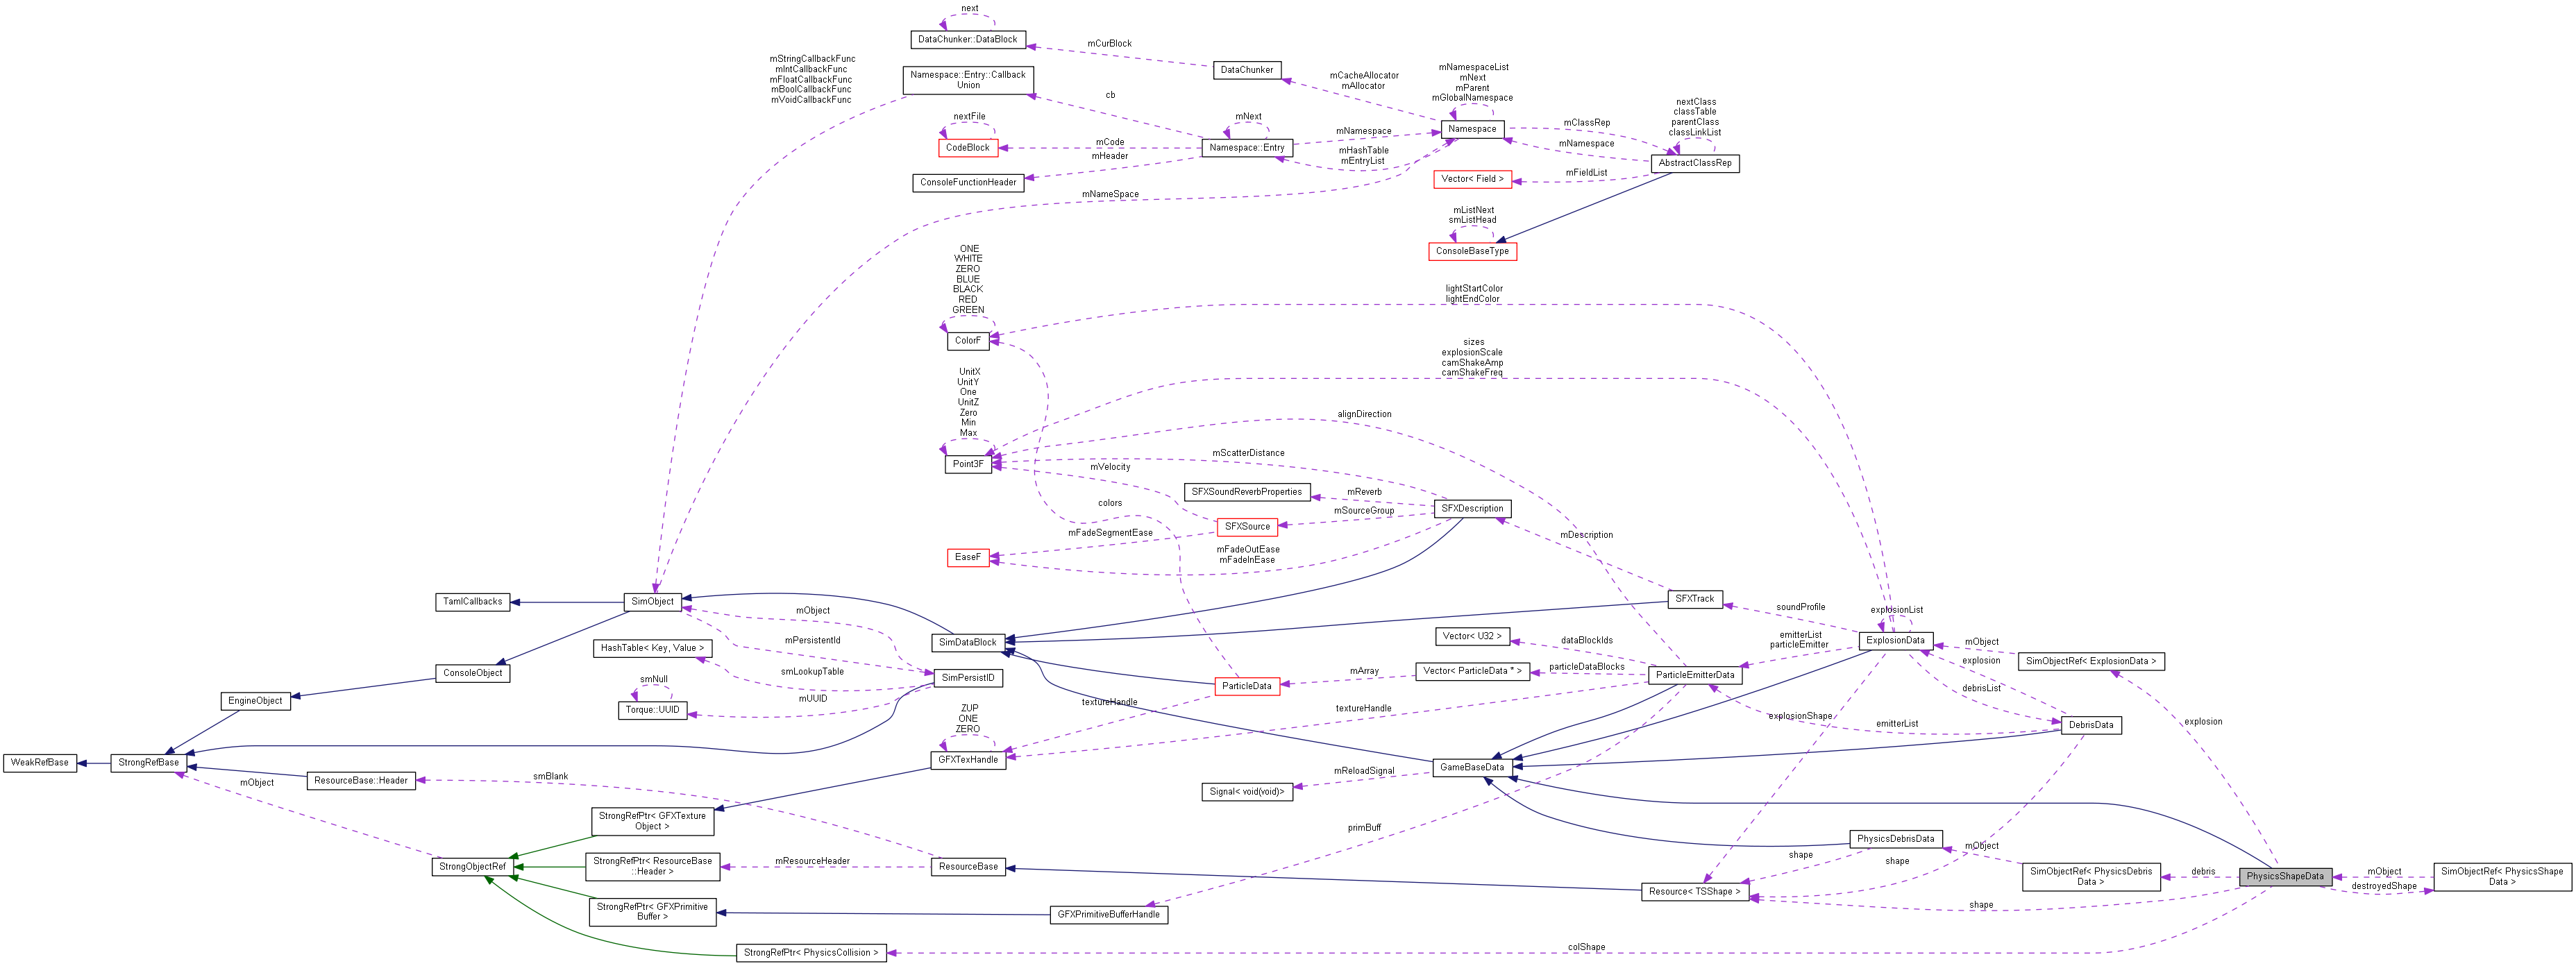 next
DataChunker::DataBlock
mCurBlock
mStringCallbackFunc
mIntCallbackFunc
mFloatCallbackFunc
mBoolCallbackFunc
mVoidCallbackFunc
Namespace::Entry::Callback
Union
DataChunker
mCacheAllocator
mAllocator
mNamespaceList
mNext
mParent
mGlobalNamespace
cb
nextClass
classTable
parentClass
classLinkList
nextFile
CodeBlock
mNext
mCode
mHeader
Namespace::Entry
mNamespace
Namespace
mClassRep
mHashTable
mEntryList
mNamespace
AbstractClassRep
ConsoleFunctionHeader
Vector< Field >
mFieldList
mNameSpace
mListNext
smListHead
ConsoleBaseType
ONE
WHITE
ZERO
BLUE
BLACK
RED
GREEN
ColorF
lightStartColor
lightEndColor
sizes
explosionScale
camShakeAmp
camShakeFreq
UnitX
UnitY
One
UnitZ
Zero
Min
Max
Point3F
alignDirection
mScatterDistance
mVelocity
SFXSoundReverbProperties
mReverb
mSourceGroup
SFXDescription
colors
SFXSource
mFadeSegmentEase
mDescription
EaseF
mFadeOutEase
mFadeInEase
TamlCallbacks
SimObject
mObject
SFXTrack
soundProfile
explosionList
mPersistentId
HashTable< Key, Value >
smLookupTable
SimDataBlock
Vector< U32 >
dataBlockIds
emitterList
particleEmitter
ExplosionData
mObject
SimObjectRef< ExplosionData >
explosion
ConsoleObject
SimPersistID
ParticleData
mArray
Vector< ParticleData * >
particleDataBlocks
ParticleEmitterData
debrisList
smNull
Torque::UUID
mUUID
EngineObject
textureHandle
textureHandle
explosionShape
emitterList
DebrisData
explosion
ZUP
ONE
ZERO
GFXTexHandle
WeakRefBase
StrongRefBase
mObject
ResourceBase::Header
smBlank
mReloadSignal
GameBaseData
Signal< void(void)>
StrongRefPtr< GFXTexture
Object >
primBuff
PhysicsDebrisData
StrongObjectRef
StrongRefPtr< ResourceBase
::Header >
mResourceHeader
ResourceBase
shape
shape
mObject
SimObjectRef< PhysicsDebris
Data >
debris
PhysicsShapeData
mObject
destroyedShape
SimObjectRef< PhysicsShape
Data >
Resource< TSShape >
shape
StrongRefPtr< GFXPrimitive
Buffer >
GFXPrimitiveBufferHandle
StrongRefPtr< PhysicsCollision >
colShape